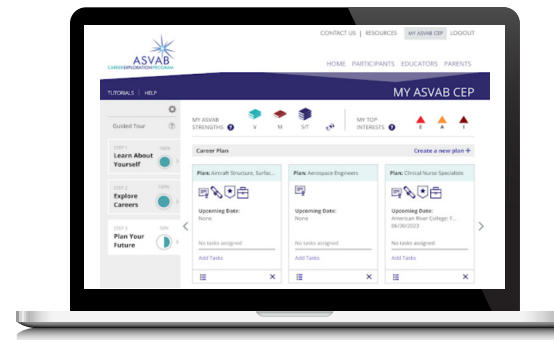 CONTACT US | RESOURCES MY ASVAB CEP LOGOUT
ASVAB
CAREER EXPLORATION PROGRAM
HOME PARTICIPANTS EDUCATORS PARENTS
TUTORIALS | HELP
MY ASVAB CEP
Guided Tour
MY ASVAB
STRENGTHS
V M S/T
MY TOP
INTERESTS
E A I
STEP 1 100%
Learn About
Yourself
STEP 2 100%
Explore
Careers
STEP 3 50%
Plan Your
Future
Career Plan Create a new plan +
Plan: Aircraft Structure, Surfac...
Upcoming Date:
None
No tasks assigned
Add Tasks
Plan: Aerospace Engineers
Upcoming Date:
None
No tasks assigned
Add Tasks
Plan: Clinical Nurse Specialists
Upcoming Date:
American River College: F...
06/30/2023
No tasks assigned
Add Tasks